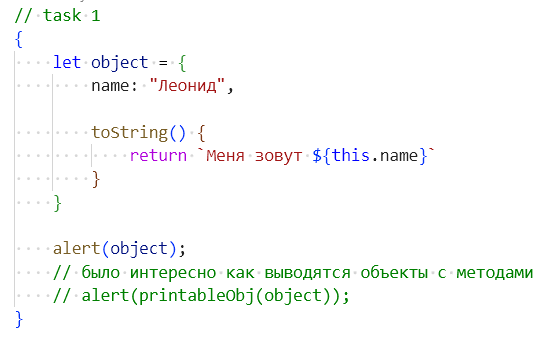 // task 1
{
    let object = {
        name: "Леонид",

        toString() {
            return `Меня зовут ${this.name}`
        }
    }

    alert(object);
    // было интересно как выводятся объекты с методами
    // alert(printableObj(object));
}